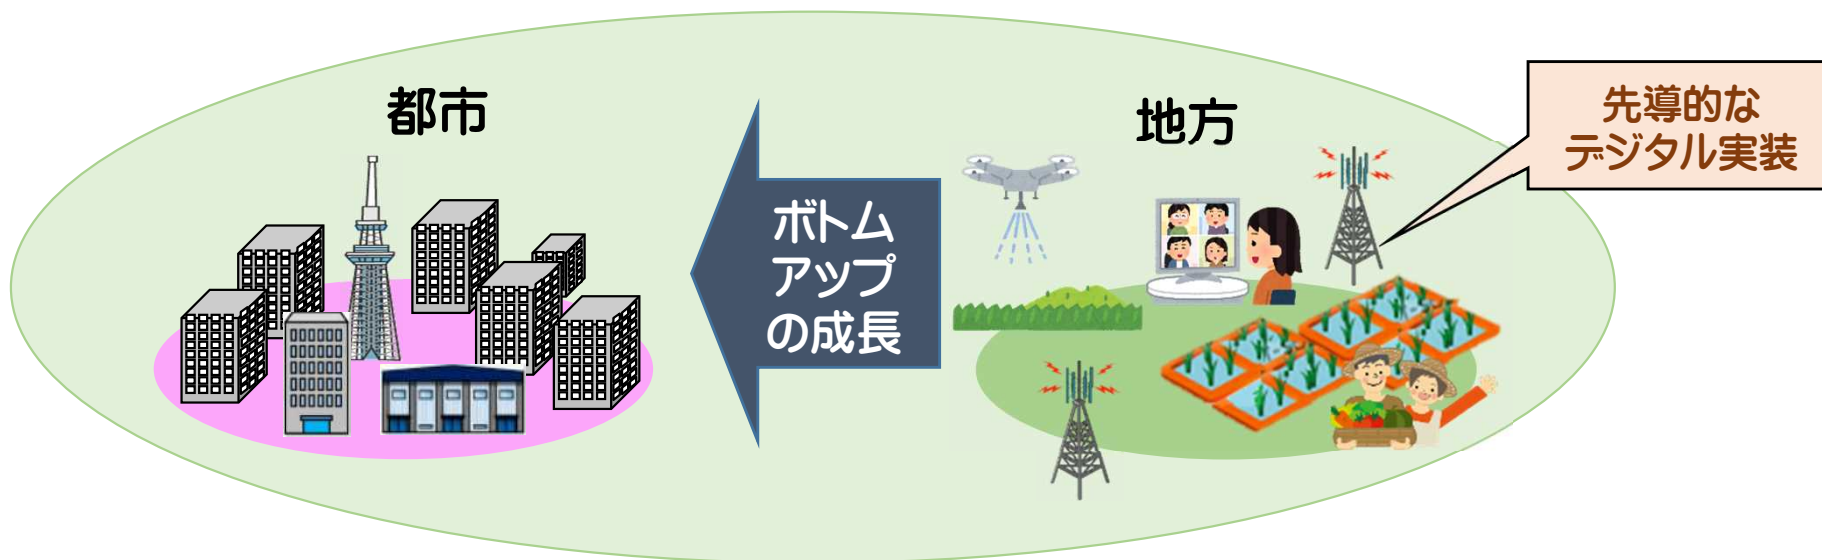 都市
地方
先導的な
デジタル実装
ボトム
アップ
の成長